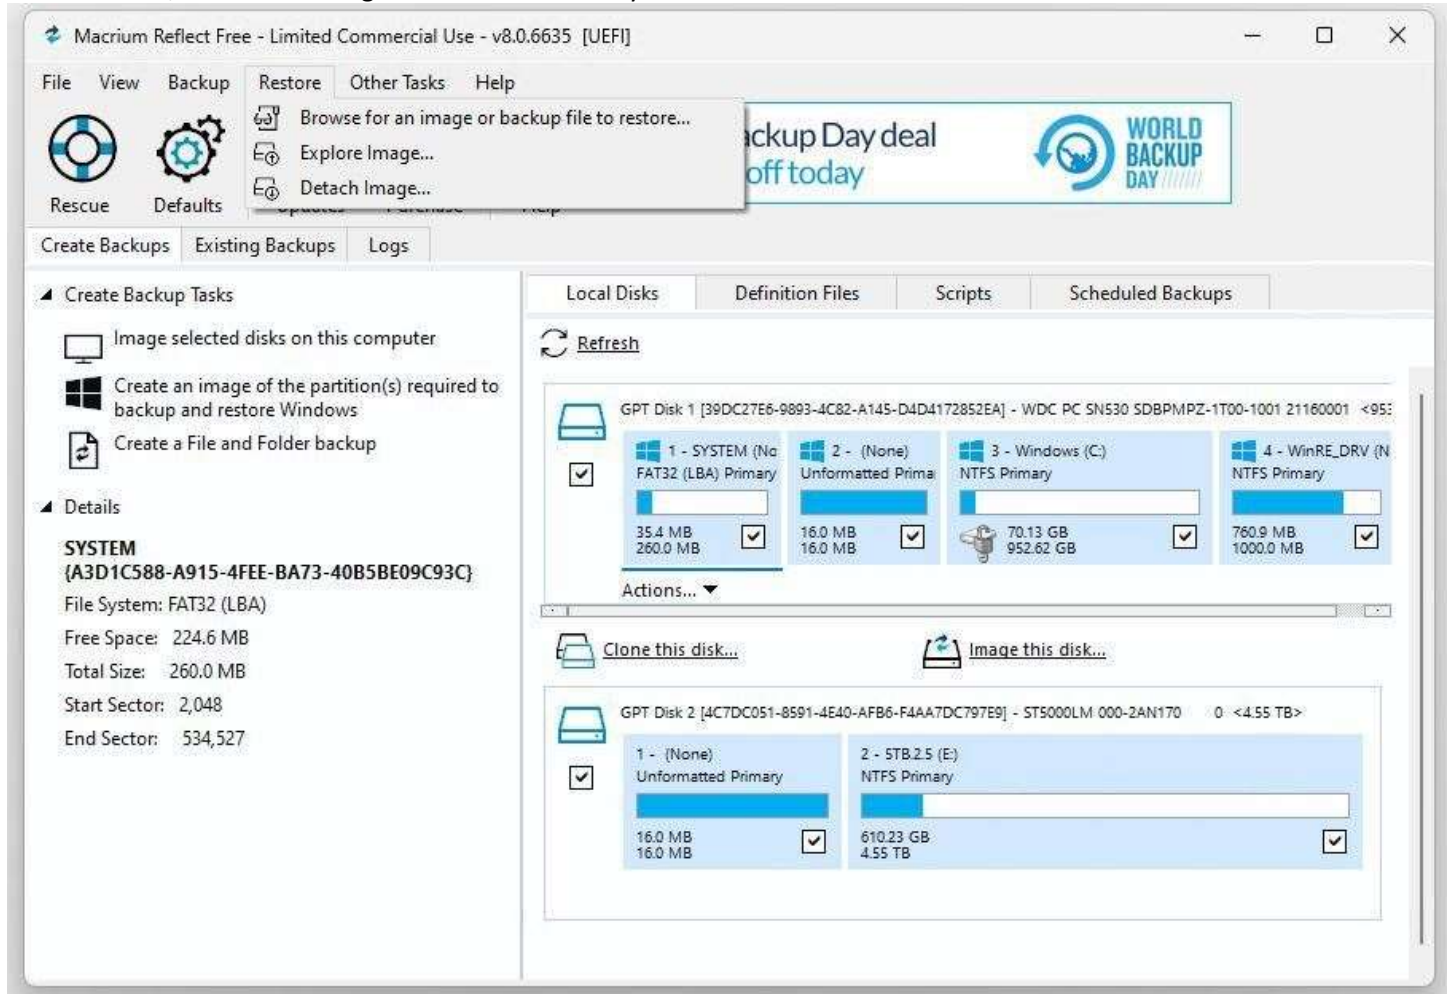 Macrium Reflect Free - Limited Commercial Use - v8.0.6635 [UEFI]
File View Backup Restore Other Tasks Help
Browse for an image or backup file to restore...
Explore Image...
Detach Image...
Rescue Defaults
ackup Day deal
off today
WORLD
BACKUP
DAY
Create Backups Existing Backups Logs
Create Backup Tasks
Image selected disks on this computer
Create an image of the partition(s) required to
backup and restore Windows
Create a File and Folder backup
Details
SYSTEM
{A3D1C588-A915-4FEE-BA73-40B5BE09C93C}
File System: FAT32 (LBA)
Free Space: 224.6 MB
Total Size: 260.0 MB
Start Sector: 2,048
End Sector: 534,527
Local Disks Definition Files Scripts Scheduled Backups
Refresh
GPT Disk 1 [39DC27E6-9893-4C82-A145-D4D4172852EA] - WDC PC SN530 SDBPMPZ-1T00-1001 21160001 <953
1 - SYSTEM (No
FAT32 (LBA) Primary
35.4 MB
260.0 MB
2 - (None)
Unformatted Prima
16.0 MB
16.0 MB
3 - Windows (C:)
NTFS Primary
70.13 GB
952.62 GB
4 - WinRE_DRV (N
NTFS Primary
760.9 MB
1000.0 MB
Actions...
Clone this disk... Image this disk...
GPT Disk 2 [4C7DC051-8591-4E40-AFB6-F4AA7DC797E9] - ST5000LM 000-2AN170 0 <4.55 TB>
1 - (None)
Unformatted Primary
16.0 MB
16.0 MB
2 - 5TB.2.5 (E:)
NTFS Primary
610.23 GB
4.55 TB